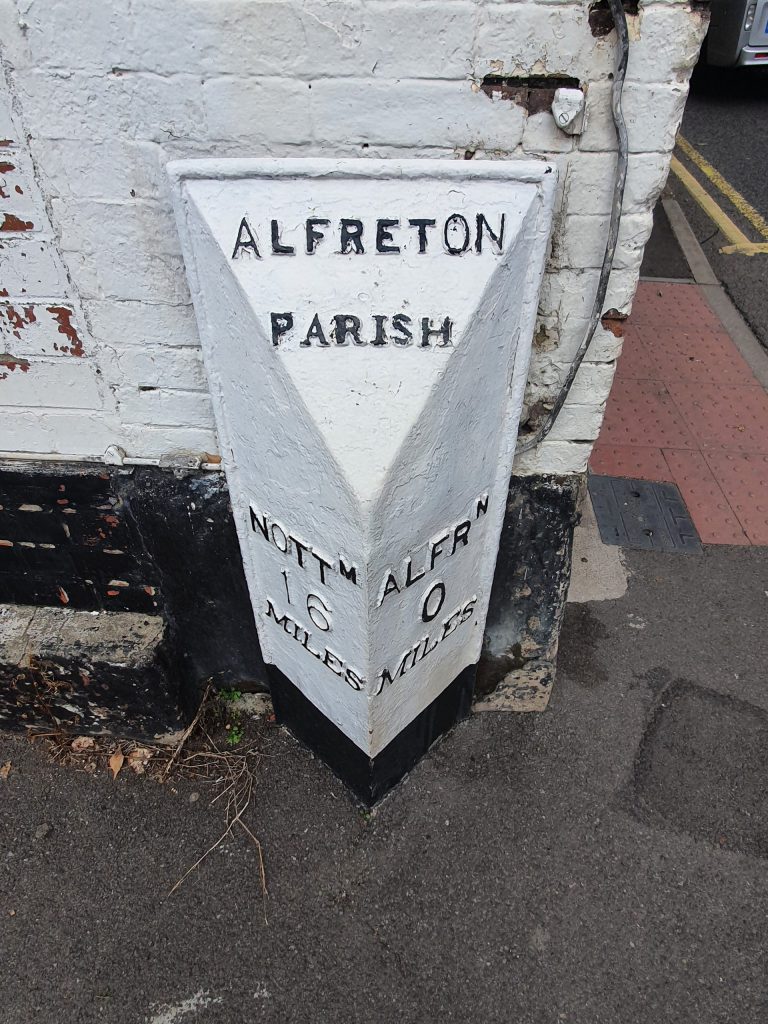 ALFRETON
PARISH
NOTTM
16
MILES
ALFRN
0
MILES